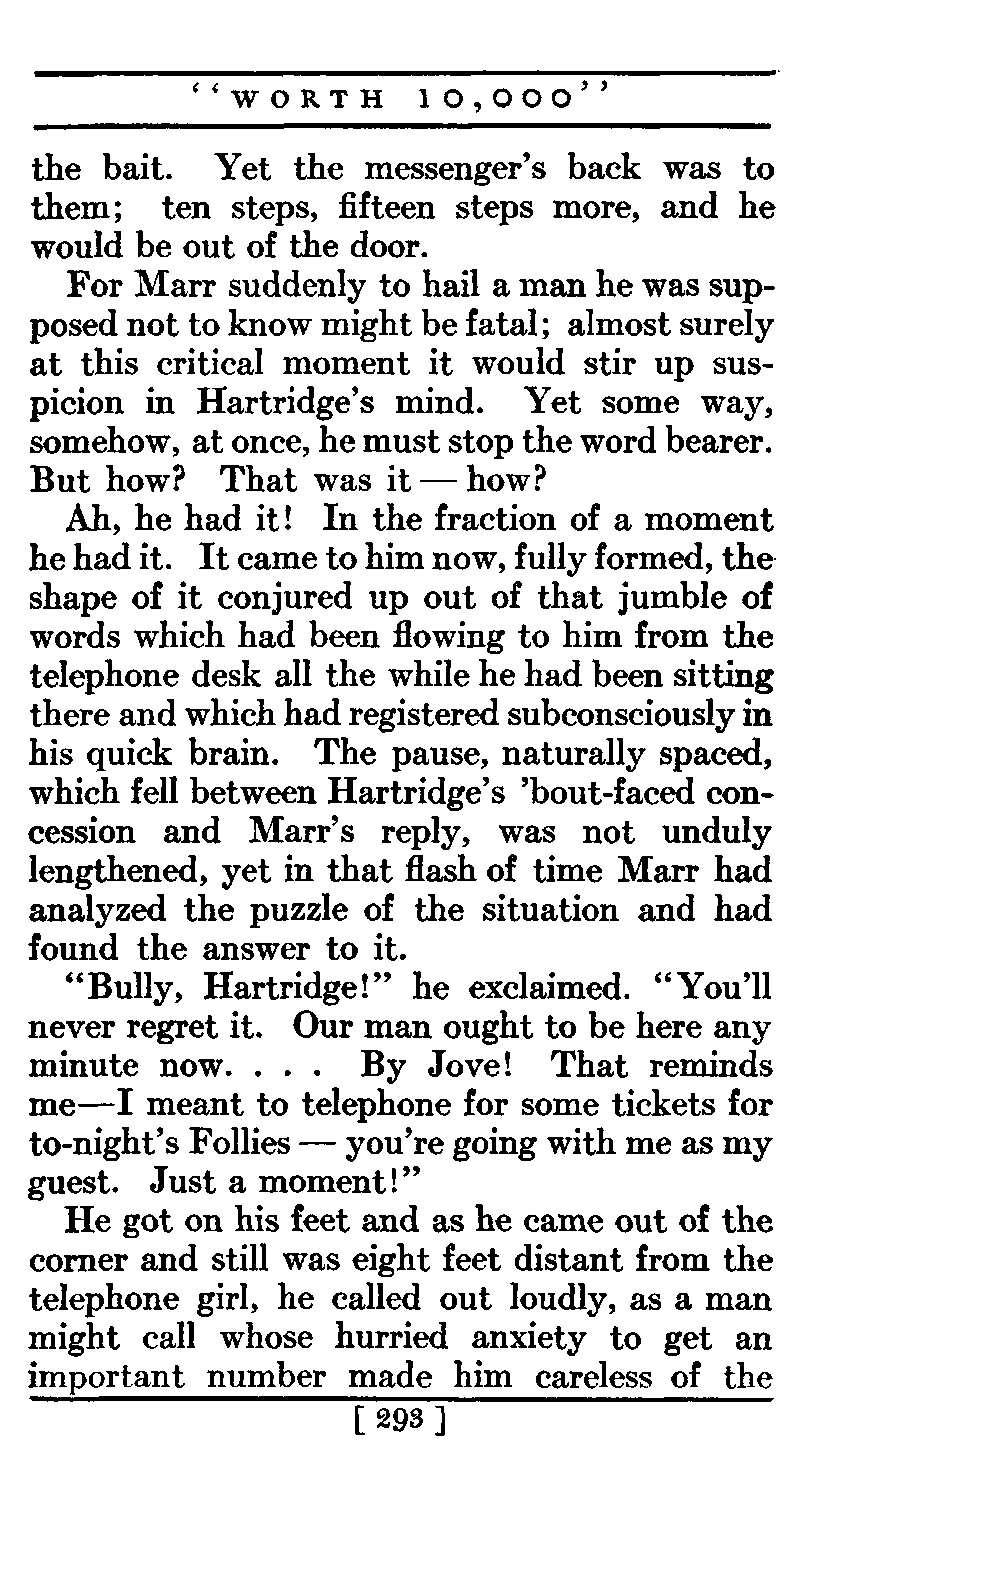 "WORTH 10,000"
the bait. Yet the messenger's back was to
them; ten steps, fifteen steps more, and he
would be out of the door.
For Marr suddenly to hail a man he was sup-
posed not to know might be fatal; almost surely
at this critical moment it would stir up sus-
picion in Hartridge's mind. Yet some way,
somehow, at once, he must stop the word bearer.
But how? That was it — how?
Ah, he had it! In the fraction of a moment
he had it. It came to him now, fully formed, the
shape of it conjured up out of that jumble of
words which had been flowing to him from the
telephone desk all the while he had been sitting
there and which had registered subconsciously in
his quick brain. The pause, naturally spaced,
which fell between Hartridge's 'bout-faced con-
cession and Marr's reply, was not unduly
lengthened, yet in that flash of time Marr had
analyzed the puzzle of the situation and had
found the answer to it.
"Bully, Hartridge!" he exclaimed. "You'll
never regret it. Our man ought to be here any
minute now. . . . By Jove! That reminds
me—I meant to telephone for some tickets for
to-night's Follies — you're going with me as my
guest. Just a moment!"
He got on his feet and as he came out of the
corner and still was eight feet distant from the
telephone girl, he called out loudly, as a man
might call whose hurried anxiety to get an
important number made him careless of the
[ 293 ]